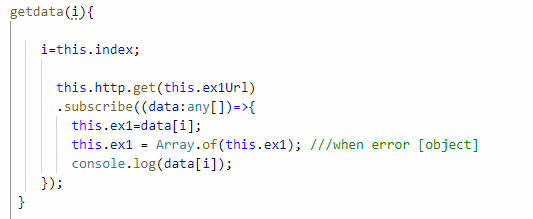 getdata(i){
i=this.index;
this.http.get(this.ex1Url)
.subscribe((data:any[])=>{
this.ex1=data[i];
this.ex1 = Array.of(this.ex1); ///when error [object]
console.log(data[i]);
});
}